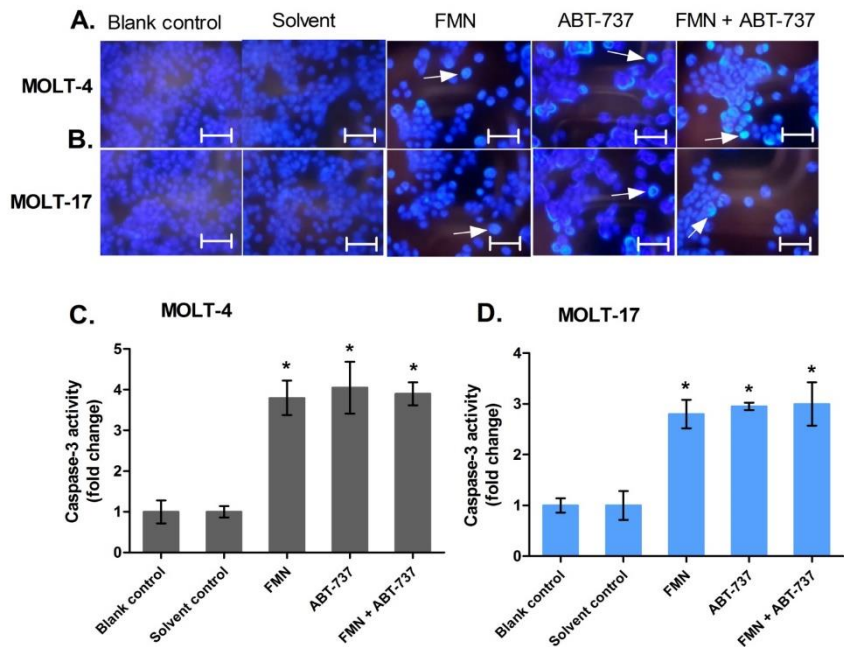 A. Blank control Solvent FMN ABT-737 FMN + ABT-737
MOLT-4
B.
MOLT-17
C. MOLT-4
Caspase-3 activity
(fold change)
5
4
3
2
1
0
* * *
Blank control
Solvent control
FMN
ABT-737
FMN + ABT-737
D. MOLT-17
Caspase-3 activity
(fold change)
4
3
2
1
0
* * *
Blank control
Solvent control
FMN
ABT-737
FMN + ABT-737